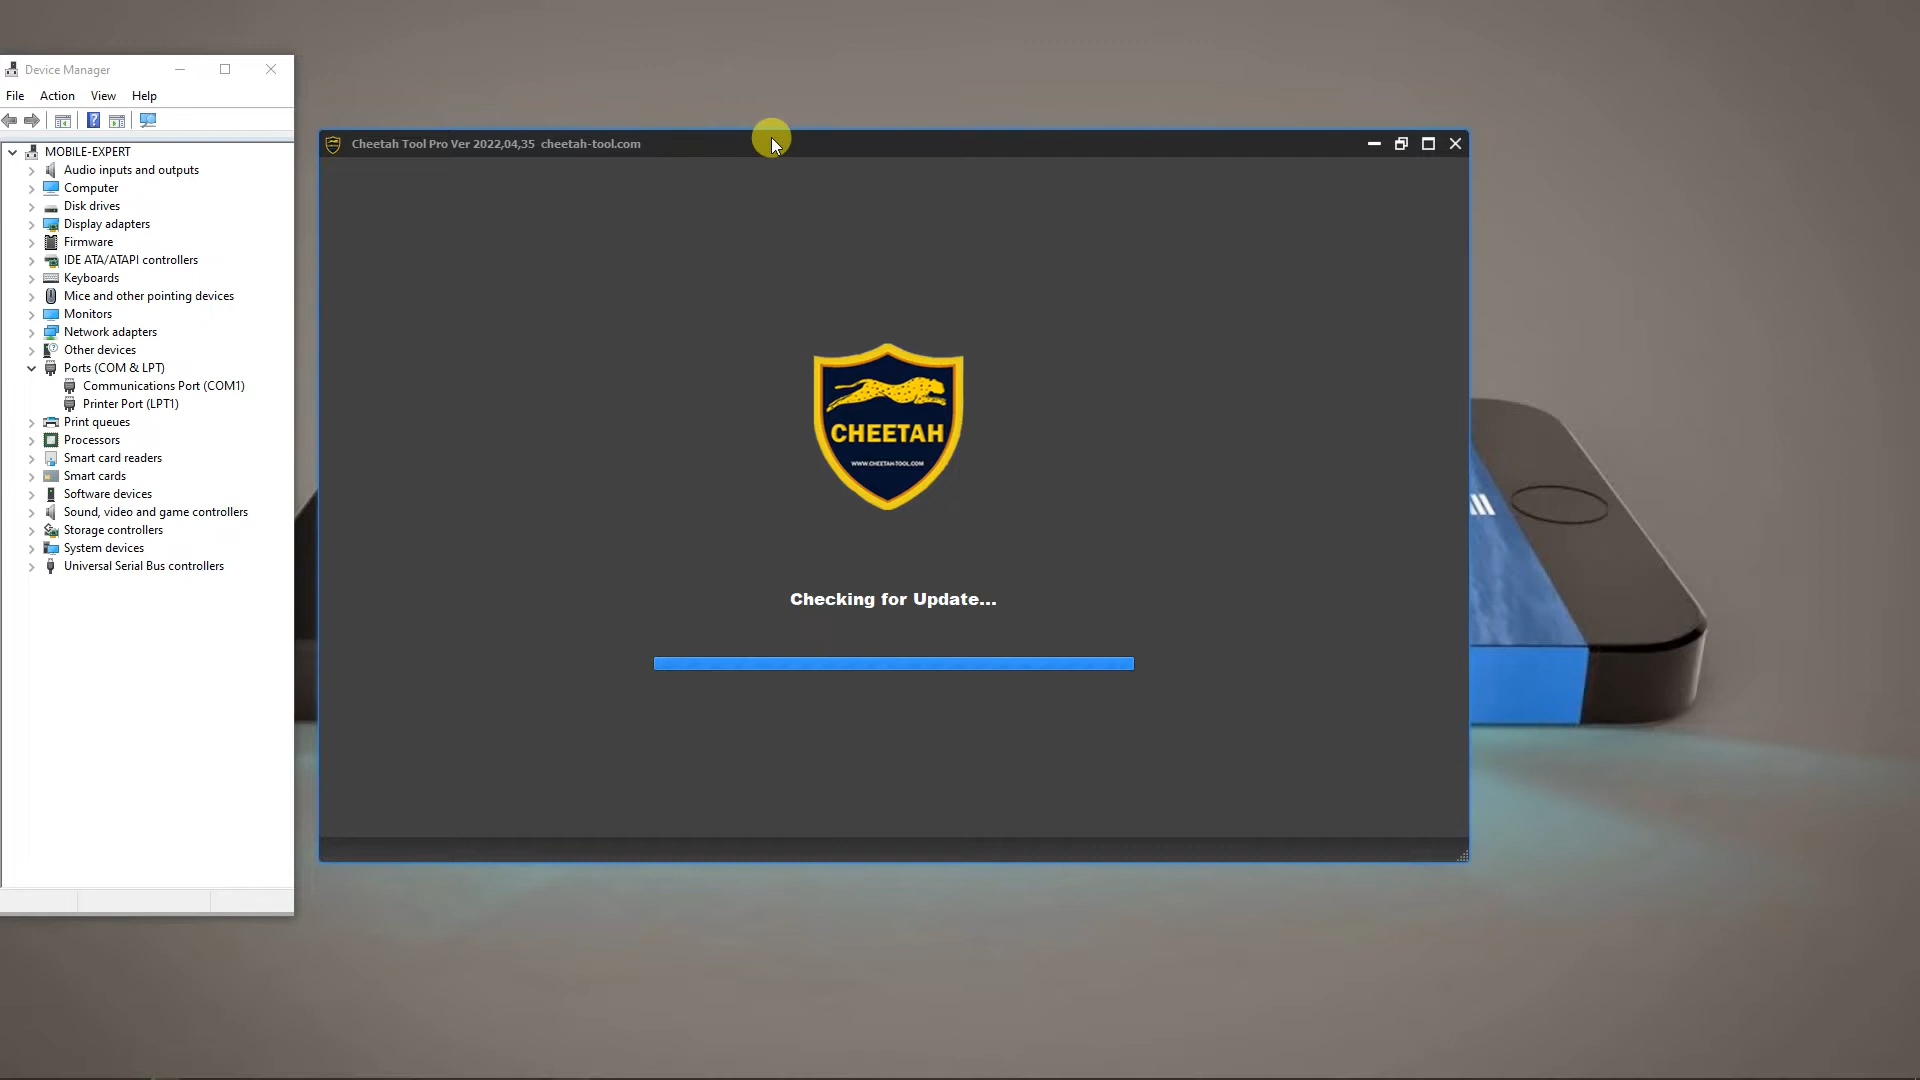 Device Manager
File Action View Help
MOBILE-EXPERT
Audio inputs and outputs
Computer
Disk drives
Display adapters
Firmware
IDE ATA/ATAPI controllers
Keyboards
Mice and other pointing devices
Monitors
Network adapters
Other devices
Ports (COM & LPT)
Communications Port (COM1)
Printer Port (LPT1)
Print queues
Processors
Smart card readers
Smart cards
Software devices
Sound, video and game controllers
Storage controllers
System devices
Universal Serial Bus controllers
Cheetah Tool Pro Ver 2022,04,35 cheetah-tool.com
CHEETAH
WWW.CHEETAH-TOOL.COM
Checking for Update...